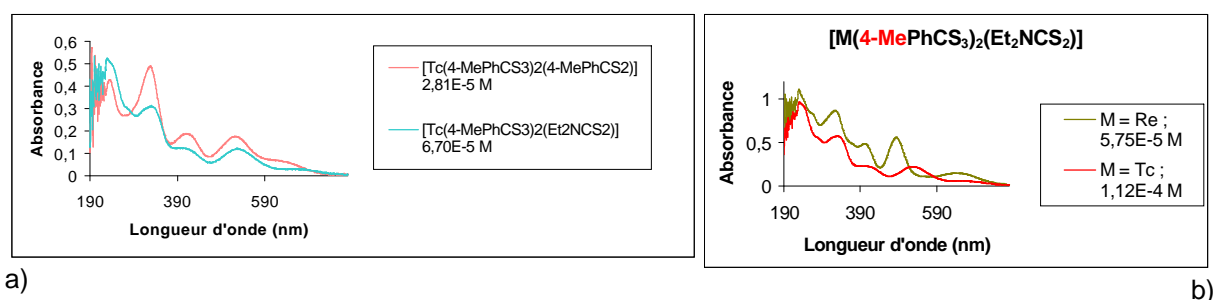 0,6
0,5
0,4
0,3
0,2
0,1
0
Absorbance
190 390 590
Longueur d'onde (nm)
[Tc(4-MePhCS3)2(4-MePhCS2)]
2,81E-5 M
[Tc(4-MePhCS3)2(Et2NCS2)]
6,70E-5 M
a)
[M(4-MePhCS₃)₂(Et₂NCS₂)]
1
0,5
0
Absorbance
190 390 590
Longueur d'onde (nm)
M = Re ;
5,75E-5 M
M = Tc ;
1,12E-4 M
b)